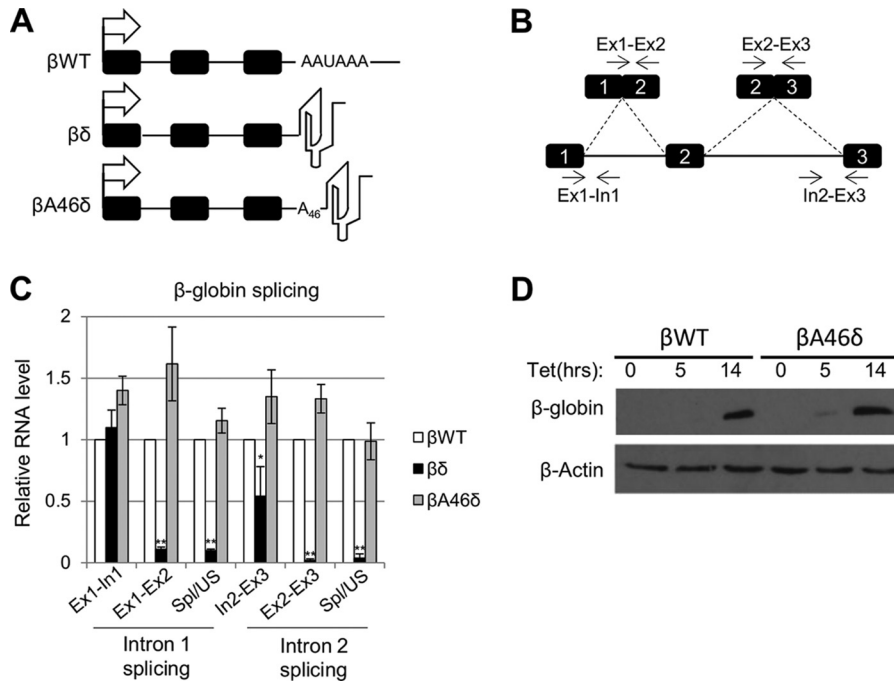 A
βWT
AAUAAA
βδ
βA46δ
A46
B
Ex1-Ex2
Ex2-Ex3
1 2
2 3
1
2
3
Ex1-In1
In2-Ex3
C
β-globin splicing
Relative RNA level
2
1.5
1
0.5
0
**
**
*
**
**
βWT
βδ
βA46δ
Ex1-In1
Ex1-Ex2
Spl/US
In2-Ex3
Ex2-Ex3
Spl/US
Intron 1
splicing
Intron 2
splicing
D
βWT
βA46δ
Tet(hrs): 0 5 14 0 5 14
β-globin
β-Actin